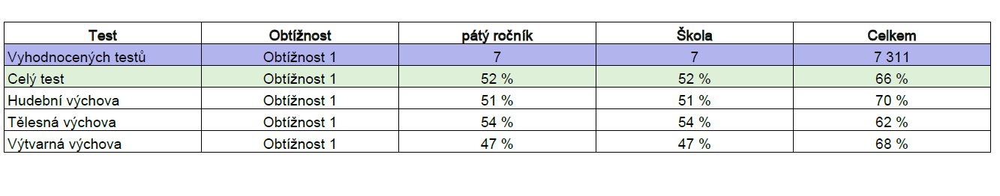 Test Obtížnost pátý ročník Škola Celkem
Vyhodnocených testů Obtížnost 1 7 7 7 311
Celý test Obtížnost 1 52 % 52 % 66 %
Hudební výchova Obtížnost 1 51 % 51 % 70 %
Tělesná výchova Obtížnost 1 54 % 54 % 62 %
Výtvarná výchova Obtížnost 1 47 % 47 % 68 %